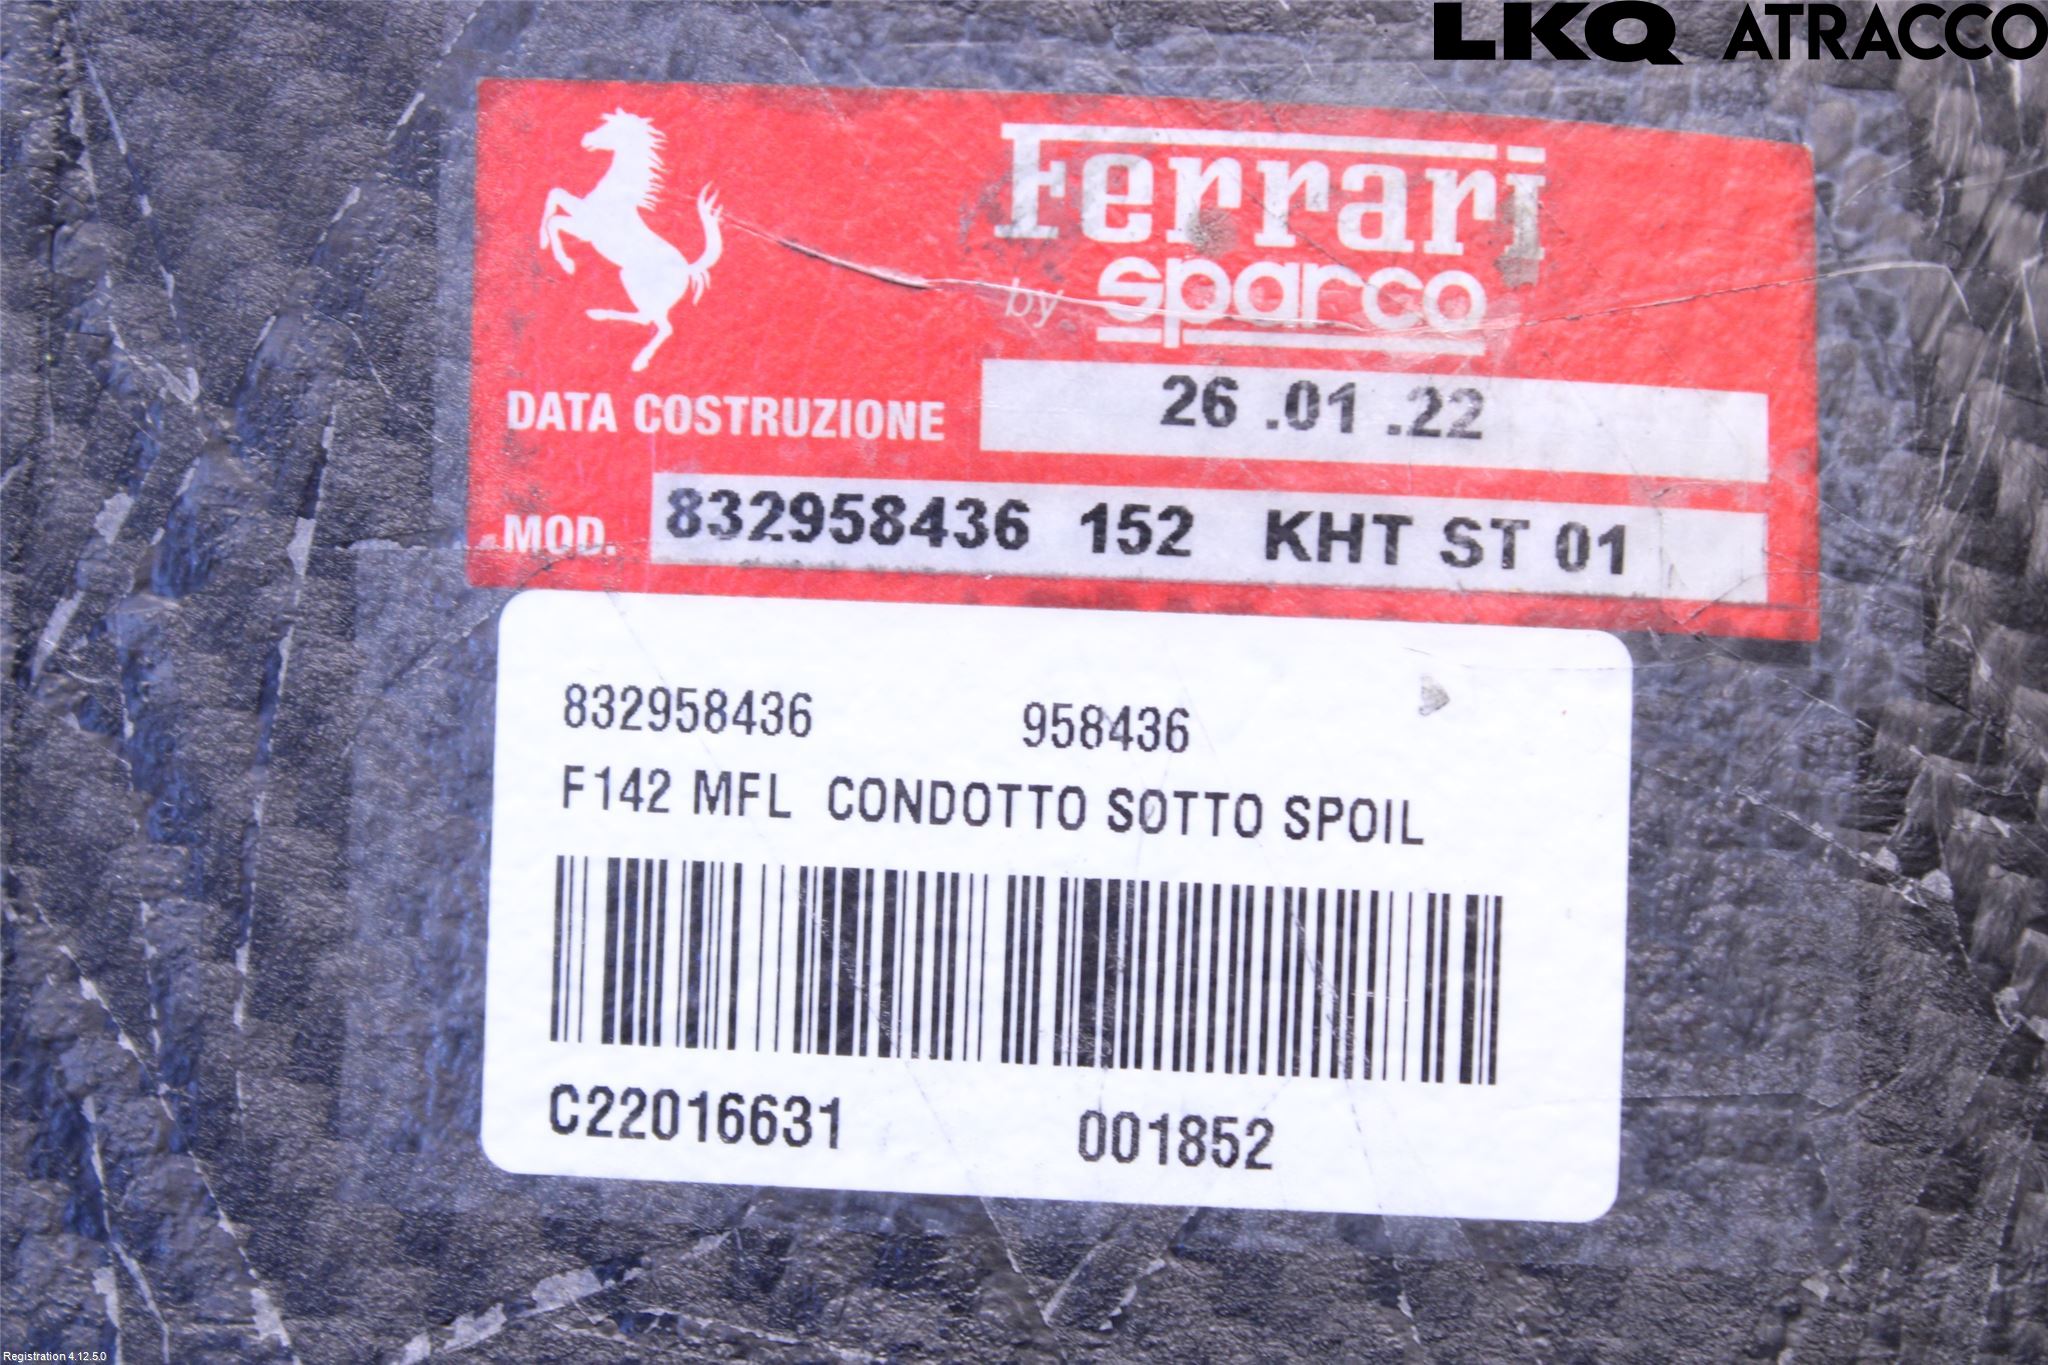 LKQ ATRACCO
Ferrari
by sparco
DATA COSTRUZIONE 26 .01 .22
MOD. 832958436 152 KHT ST 01
832958436 958436
F142 MFL CONDOTTO SOTTO SPOIL
C22016631 001852
Registration 4.12.5.0